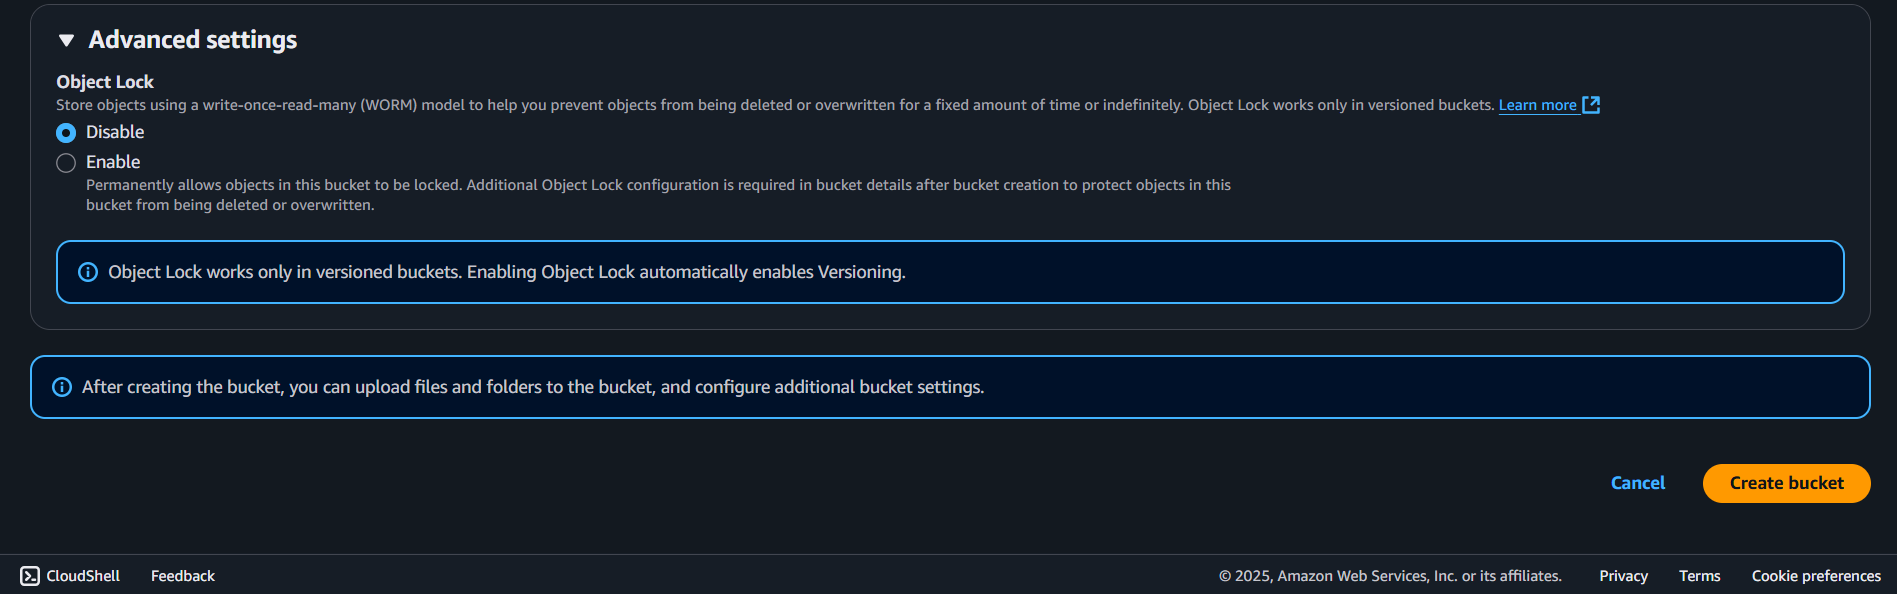 Advanced settings
Object Lock
Store objects using a write-once-read-many (WORM) model to help you prevent objects from being deleted or overwritten for a fixed amount of time or indefinitely. Object Lock works only in versioned buckets. Learn more
Disable
Enable
Permanently allows objects in this bucket to be locked. Additional Object Lock configuration is required in bucket details after bucket creation to protect objects in this
bucket from being deleted or overwritten.
Object Lock works only in versioned buckets. Enabling Object Lock automatically enables Versioning.
After creating the bucket, you can upload files and folders to the bucket, and configure additional bucket settings.
Cancel Create bucket
CloudShell Feedback © 2025, Amazon Web Services, Inc. or its affiliates. Privacy Terms Cookie preferences